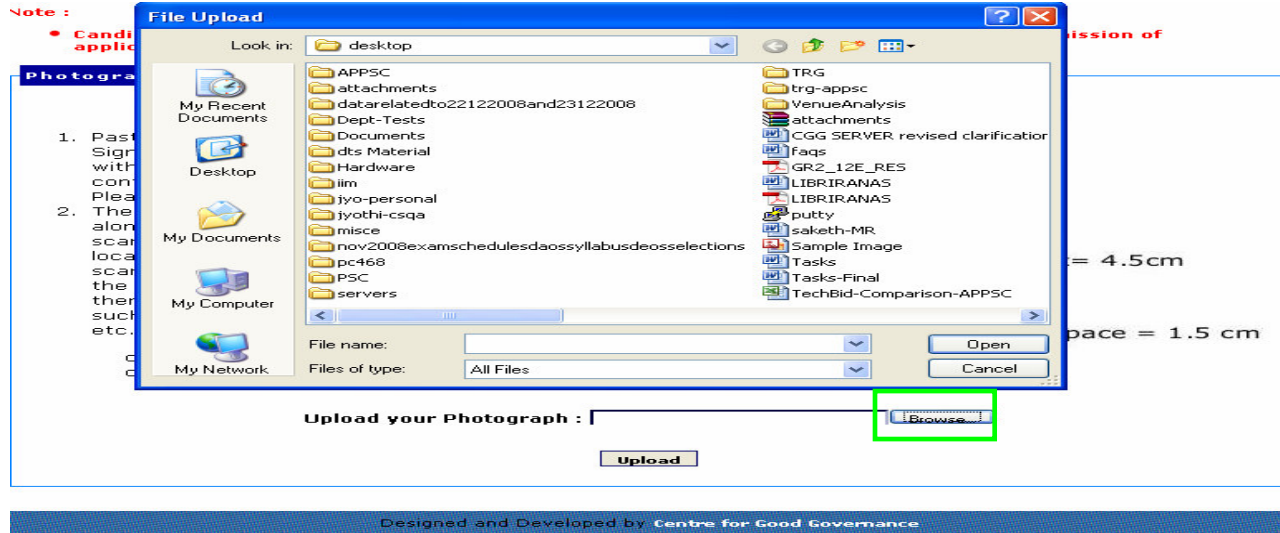 Note :
File Upload
Candi
applic
ission of
Look in:
desktop
Photogra
My Recent
Documents
Desktop
My Documents
My Computer
My Network
APPSC
attachments
datarelatedto22122008and23122008
Dept-Tests
Documents
dts Material
Hardware
iim
jyo-personal
jyothi-csqa
misce
nov2008examschedulesdaossyllabusdeosselections
pc468
PSC
servers
TRG
trg-appsc
VenueAnalysis
attachments
CGG SERVER revised clarification
faqs
GR2_12E_RES
LIBRIRANAS
LIBRIRANAS
putty
saketh-MR
Sample Image
Tasks
Tasks-Final
TechBid-Comparison-APPSC
1. Past
Sign
with
con
Plea
2. The
alon
scar
loca
scar
the
ther
such
etc.
= 4.5cm
pace = 1.5 cm
File name:
Open
Files of type:
All Files
Cancel
Upload your Photograph :
Browse...
Upload
Designed and Developed by Centre for Good Governance